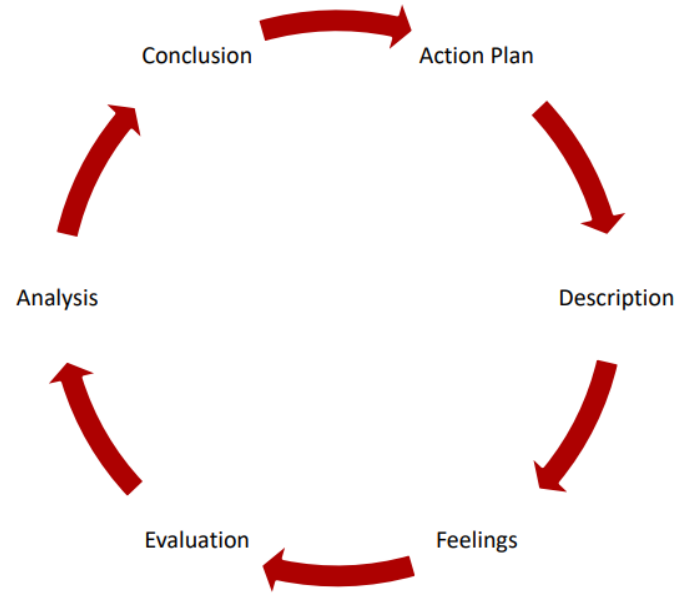 Conclusion
Action Plan
Description
Feelings
Evaluation
Analysis